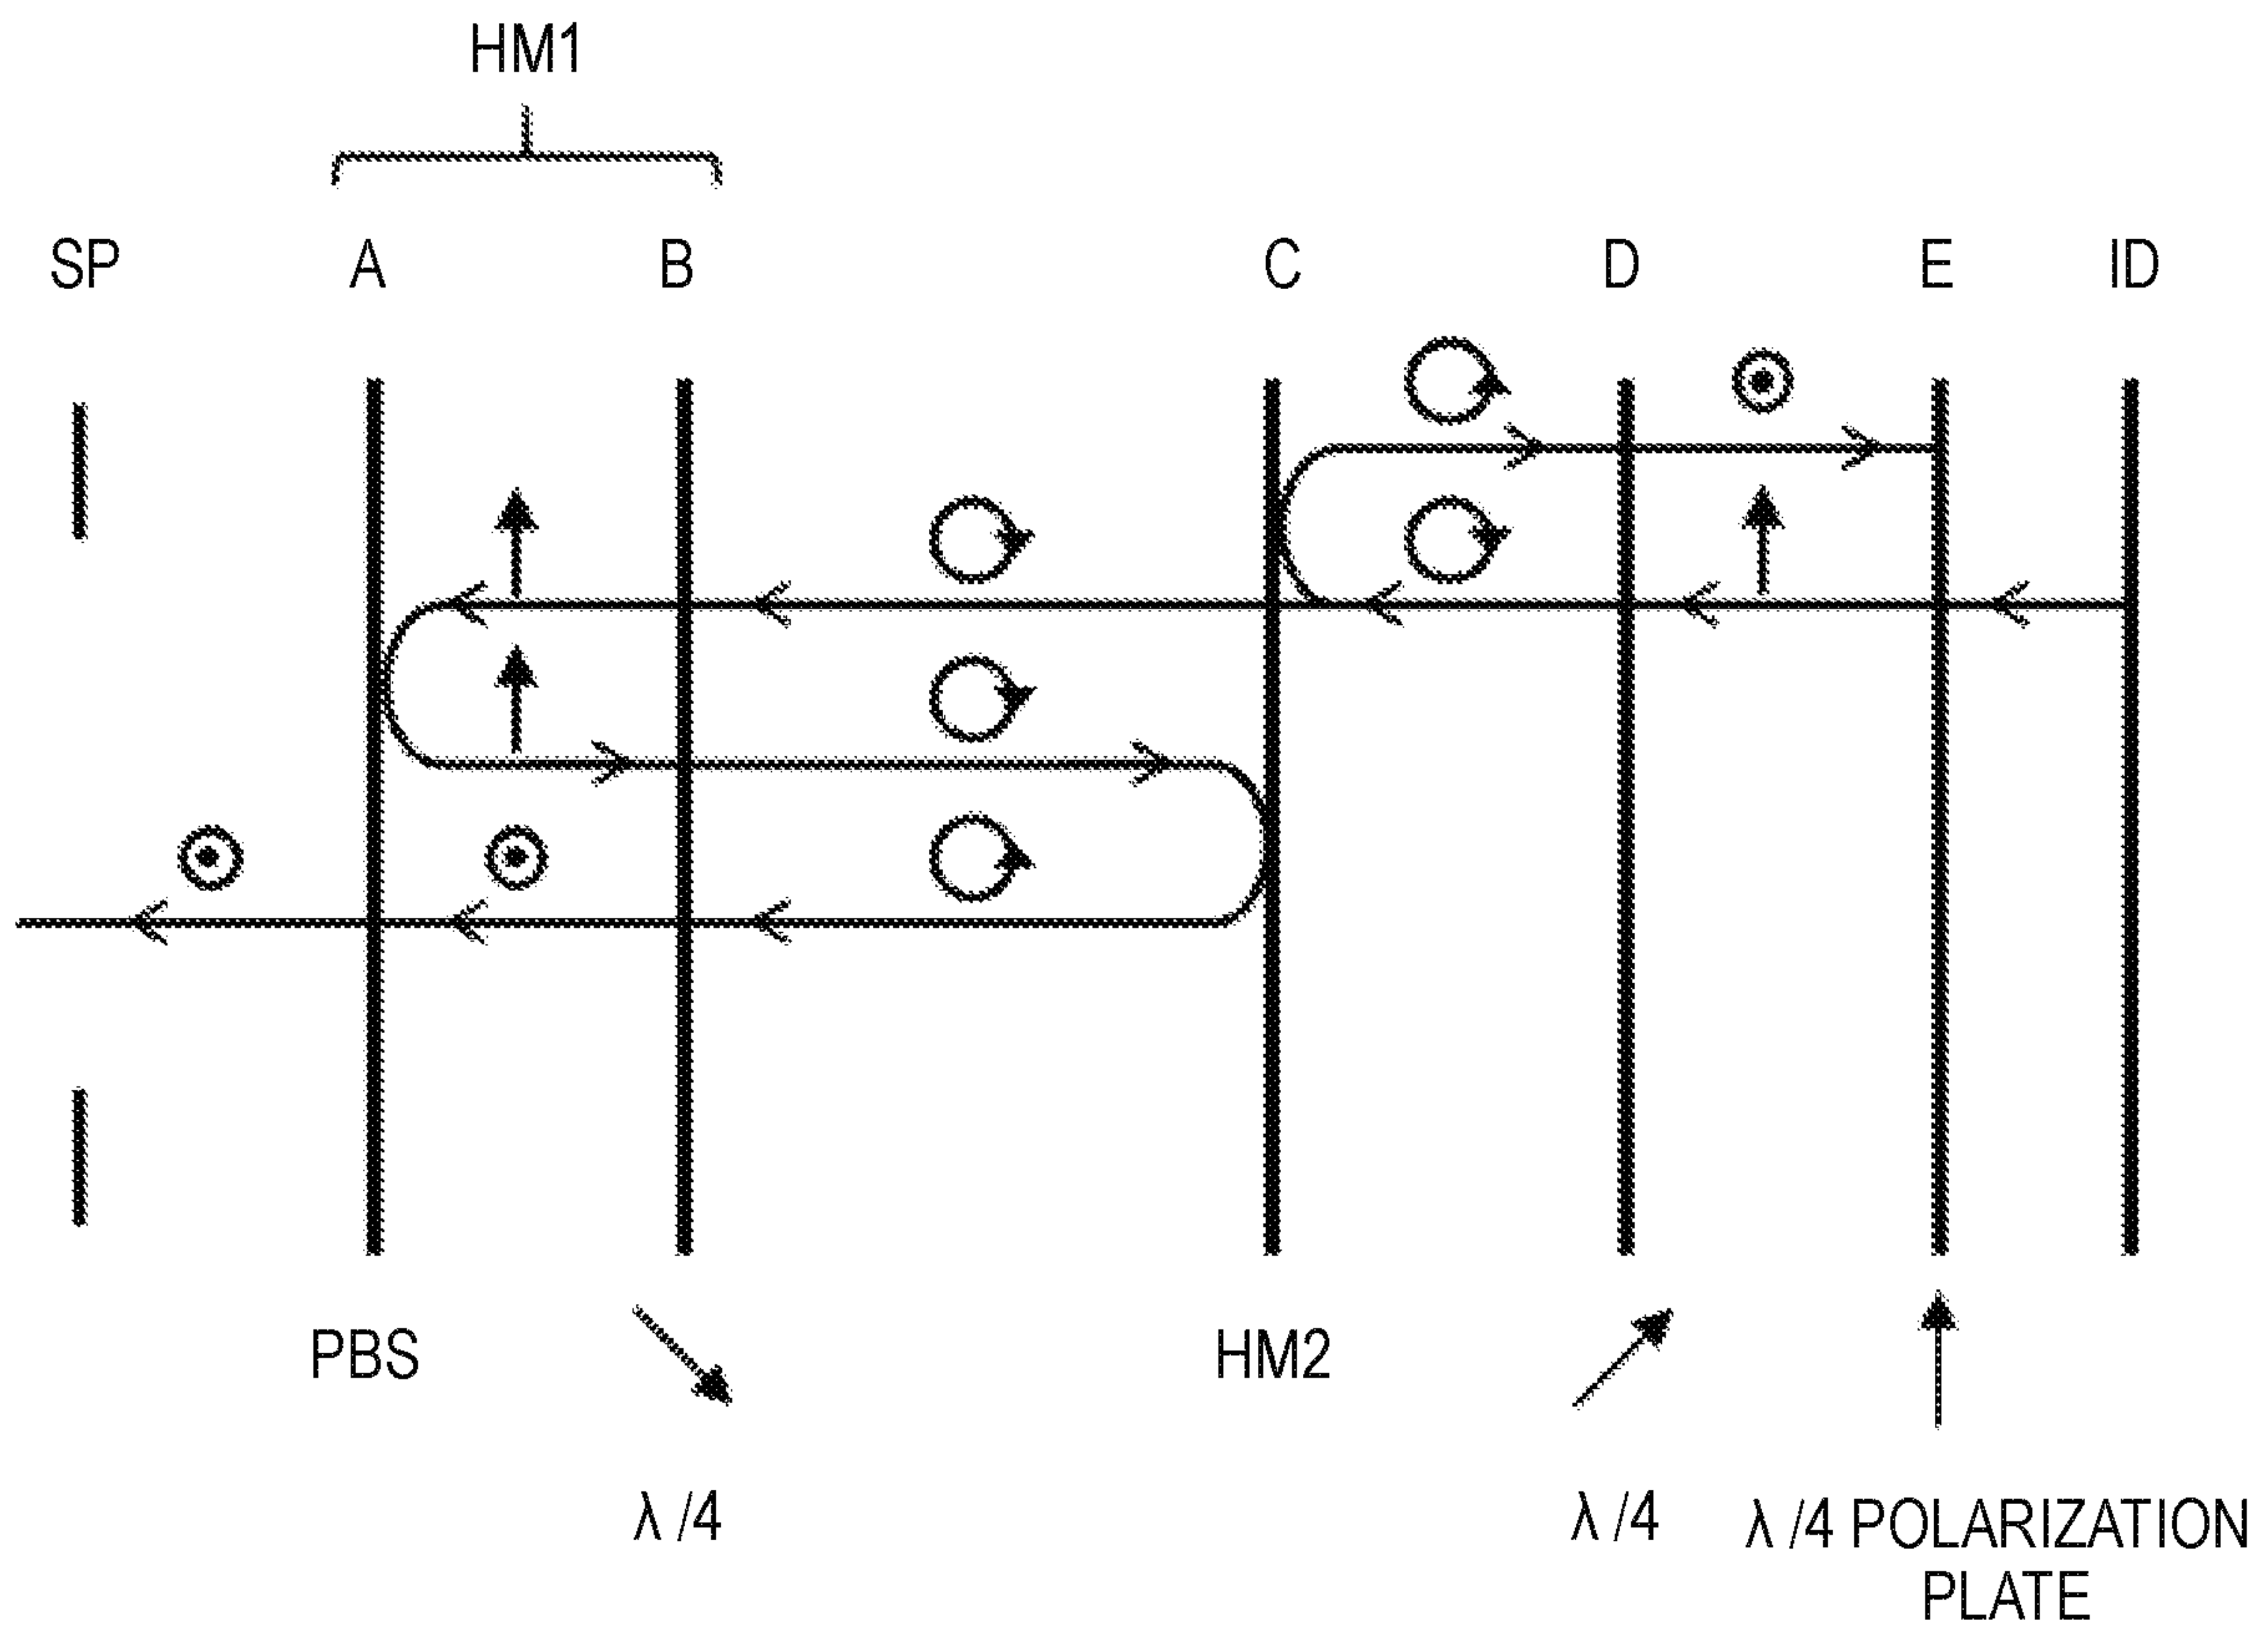 HM1
SP A B C D E ID
PBS HM2
λ /4 λ /4 λ /4 POLARIZATION
PLATE